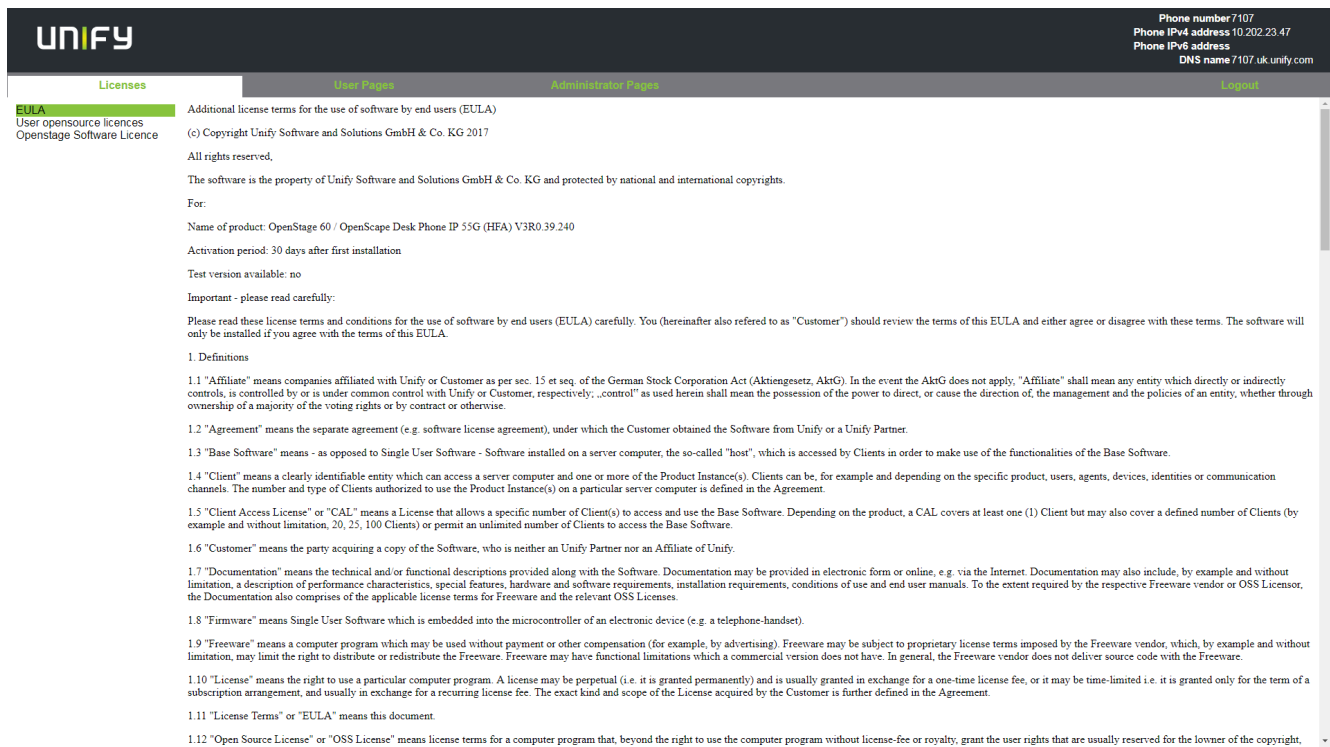 UNIFY
Phone number 7107
Phone IPv4 address 10.202.23.47
Phone IPv6 address
DNS name 7107.uk.unify.com
Licenses
User Pages
Administrator Pages
Logout
EULA
User opensource licences
Openstage Software Licence
Additional license terms for the use of software by end users (EULA)
(c) Copyright Unify Software and Solutions GmbH & Co. KG 2017
All rights reserved,
The software is the property of Unify Software and Solutions GmbH & Co. KG and protected by national and international copyrights.
For:
Name of product: OpenStage 60 / OpenScape Desk Phone IP 55G (HFA) V3R0.39.240
Activation period: 30 days after first installation
Test version available: no
Important - please read carefully:
Please read these license terms and conditions for the use of software by end users (EULA) carefully. You (hereinafter also refered to as "Customer") should review the terms of this EULA and either agree or disagree with these terms. The software will
only be installed if you agree with the terms of this EULA.
1. Definitions
1.1 "Affiliate" means companies affiliated with Unify or Customer as per sec. 15 et seq. of the German Stock Corporation Act (Aktiengesetz, AktG). In the event the AktG does not apply, "Affiliate" shall mean any entity which directly or indirectly
controls, is controlled by or is under common control with Unify or Customer, respectively; „control” as used herein shall mean the possession of the power to direct, or cause the direction of, the management and the policies of an entity, whether through
ownership of a majority of the voting rights or by contract or otherwise.
1.2 "Agreement" means the separate agreement (e.g. software license agreement), under which the Customer obtained the Software from Unify or a Unify Partner.
1.3 "Base Software" means - as opposed to Single User Software - Software installed on a server computer, the so-called "host", which is accessed by Clients in order to make use of the functionalities of the Base Software.
1.4 "Client" means a clearly identifiable entity which can access a server computer and one or more of the Product Instance(s). Clients can be, for example and depending on the specific product, users, agents, devices, identities or communication
channels. The number and type of Clients authorized to use the Product Instance(s) on a particular server computer is defined in the Agreement.
1.5 "Client Access License" or "CAL" means a License that allows a specific number of Client(s) to access and use the Base Software. Depending on the product, a CAL covers at least one (1) Client but may also cover a defined number of Clients (by
example and without limitation, 20, 25, 100 Clients) or permit an unlimited number of Clients to access the Base Software.
1.6 "Customer" means the party acquiring a copy of the Software, who is neither an Unify Partner nor an Affiliate of Unify.
1.7 "Documentation" means the technical and/or functional descriptions provided along with the Software. Documentation may be provided in electronic form or online, e.g. via the Internet. Documentation may also include, by example and without
limitation, a description of performance characteristics, special features, hardware and software requirements, installation requirements, conditions of use and end user manuals. To the extent required by the respective Freeware vendor or OSS Licensor,
the Documentation also comprises of the applicable license terms for Freeware and the relevant OSS Licenses.
1.8 "Firmware" means Single User Software which is embedded into the microcontroller of an electronic device (e.g. a telephone-handset).
1.9 "Freeware" means a computer program which may be used without payment or other compensation (for example, by advertising). Freeware may be subject to proprietary license terms imposed by the Freeware vendor, which, by example and without
limitation, may limit the right to distribute or redistribute the Freeware. Freeware may have functional limitations which a commercial version does not have. In general, the Freeware vendor does not deliver source code with the Freeware.
1.10 "License" means the right to use a particular computer program. A license may be perpetual (i.e. it is granted permanently) and is usually granted in exchange for a one-time license fee, or it may be time-limited i.e. it is granted only for the term of a
subscription arrangement, and usually in exchange for a recurring license fee. The exact kind and scope of the License acquired by the Customer is further defined in the Agreement.
1.11 "License Terms" or "EULA" means this document.
1.12 "Open Source License" or "OSS License" means license terms for a computer program that, beyond the right to use the computer program without license-fee or royalty, grant the user rights that are usually reserved for the lowner of the copyright,